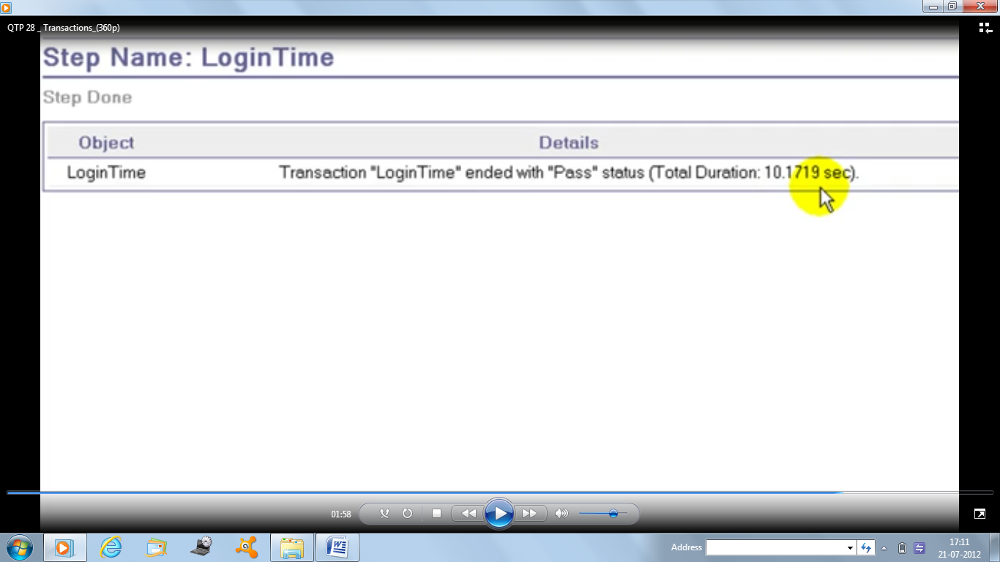 QTP 28 _ Transactions_(360p)
Step Name: LoginTime
Step Done
Object Details
LoginTime Transaction "LoginTime" ended with "Pass" status (Total Duration: 10.1719 sec).
01:58
Address
17:11
21-07-2012